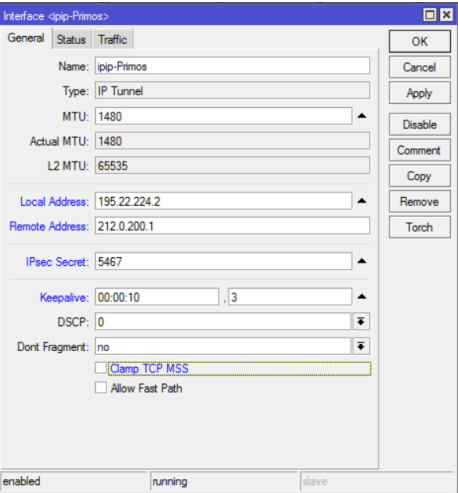 Interface <ipip-Primos>
General Status Traffic
OK
Name: ipip-Primos
Cancel
Type: IP Tunnel
Apply
MTU: 1480
Disable
Actual MTU: 1480
Comment
L2 MTU: 65535
Copy
Local Address: 195.22.224.2
Remove
Remote Address: 212.0.200.1
Torch
IPsec Secret: 5467
Keepalive: 00:00:10 , 3
DSCP: 0
Dont Fragment: no
Clamp TCP MSS
Allow Fast Path
enabled running slave